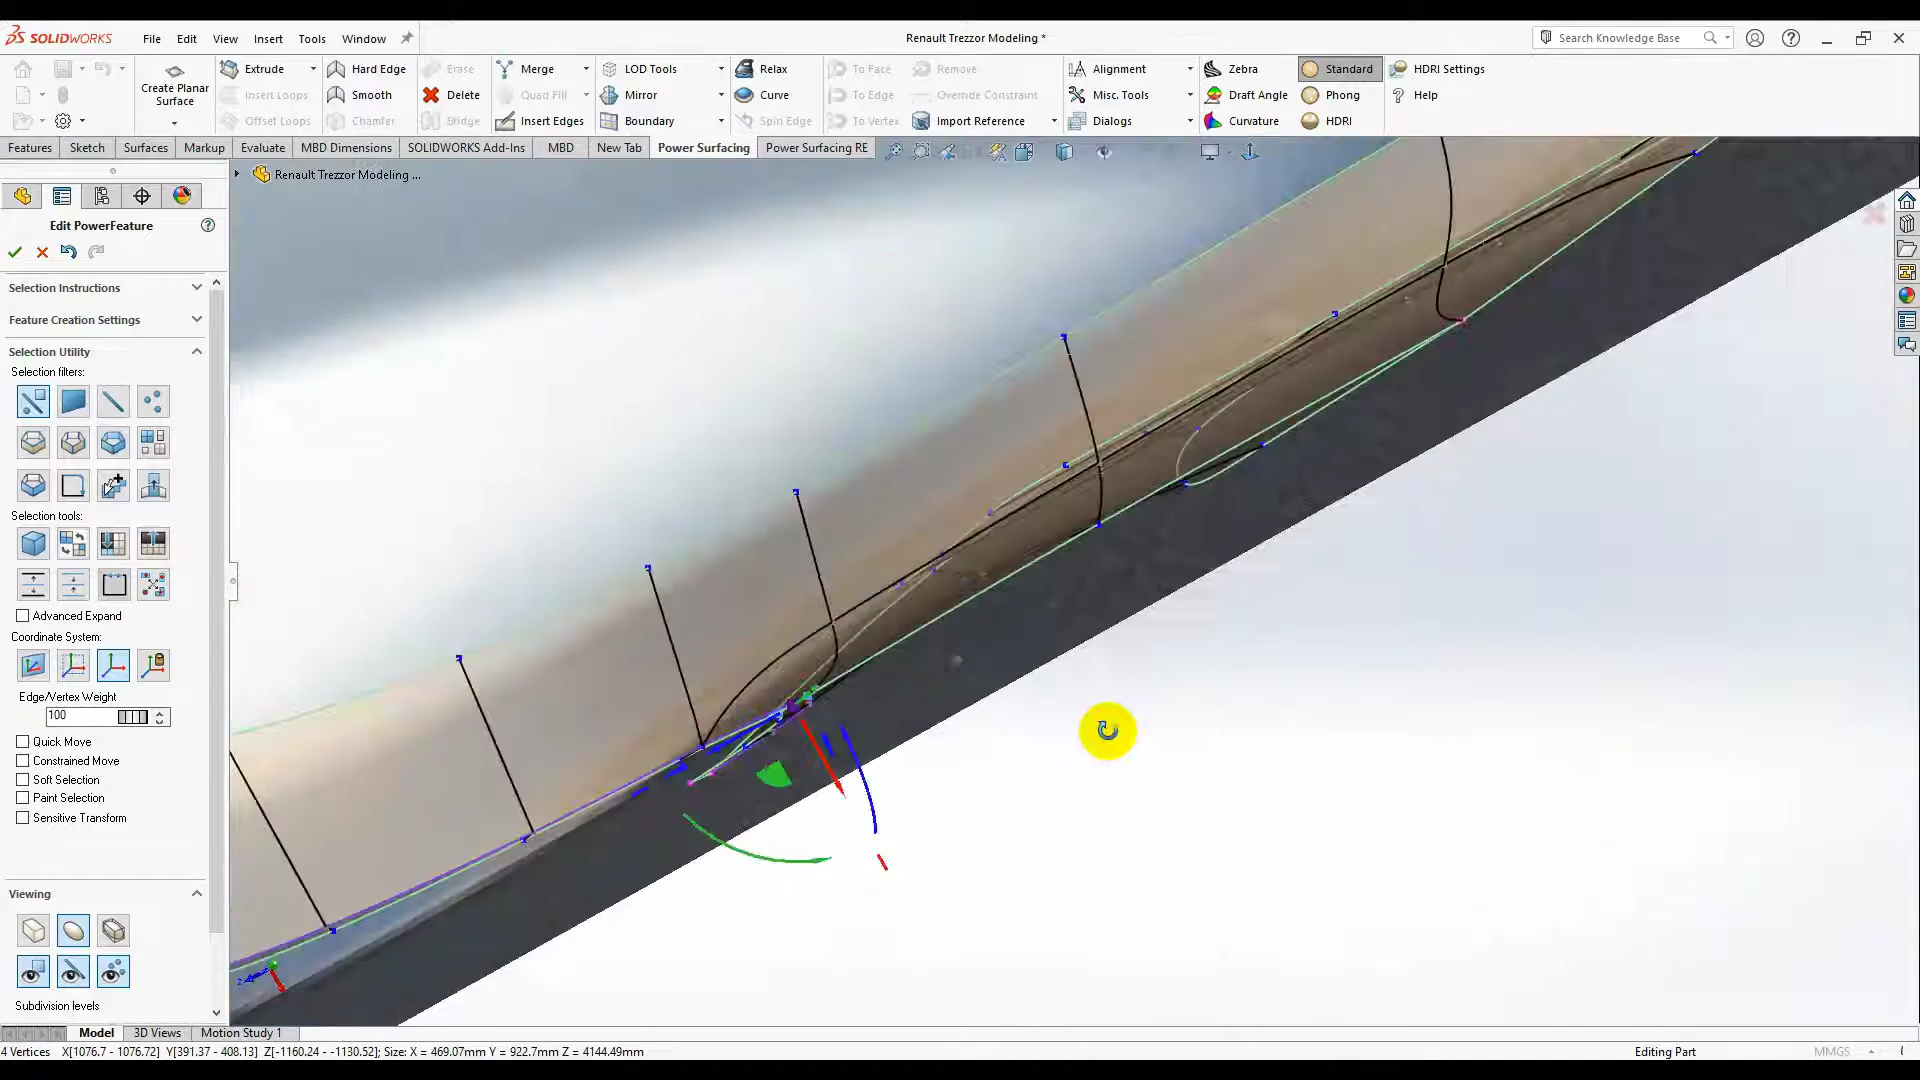 SOLIDWORKS File Edit View Insert Tools Window Renault Trezzor Modeling * Search Knowledge Base
Create Planar Surface
Extrude Hard Edge Erase Merge LOD Tools Relax To Face Remove Alignment Zebra Standard HDRI Settings
Insert Loops Smooth Delete Quad Fill Mirror Curve To Edge Override Constraint Misc. Tools Draft Angle Phong Help
Offset Loops Chamfer Bridge Insert Edges Boundary Spin Edge To Vertex Import Reference Dialogs Curvature HDRI
Features Sketch Surfaces Markup Evaluate MBD Dimensions SOLIDWORKS Add-Ins MBD New Tab Power Surfacing Power Surfacing RE
Renault Trezzor Modeling ...
Edit PowerFeature
Selection Instructions
Feature Creation Settings
Selection Utility
Selection filters:
Selection tools:
Advanced Expand
Coordinate System:
Edge/Vertex Weight
100
Quick Move
Constrained Move
Soft Selection
Paint Selection
Sensitive Transform
Viewing
z
Subdivision levels
Model 3D Views Motion Study 1
4 Vertices X[1076.7 - 1076.72] Y[391.37 - 408.13] Z[-1160.24 - -1130.52]; Size: X = 469.07mm Y = 922.7mm Z = 4144.49mm Editing Part MMGS